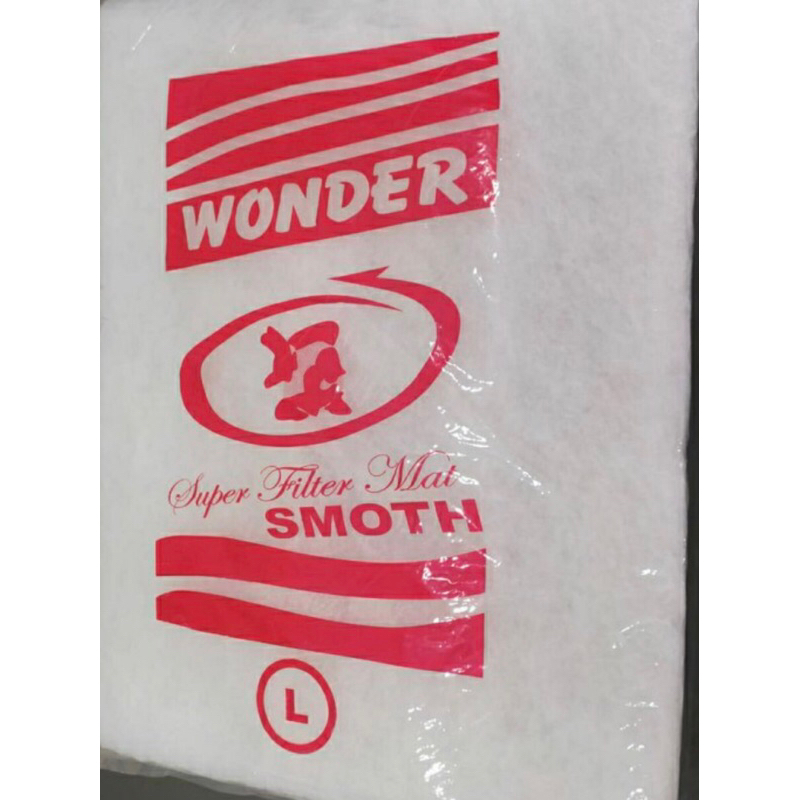 WONDER
Super Filter Mat
SMOTH
L